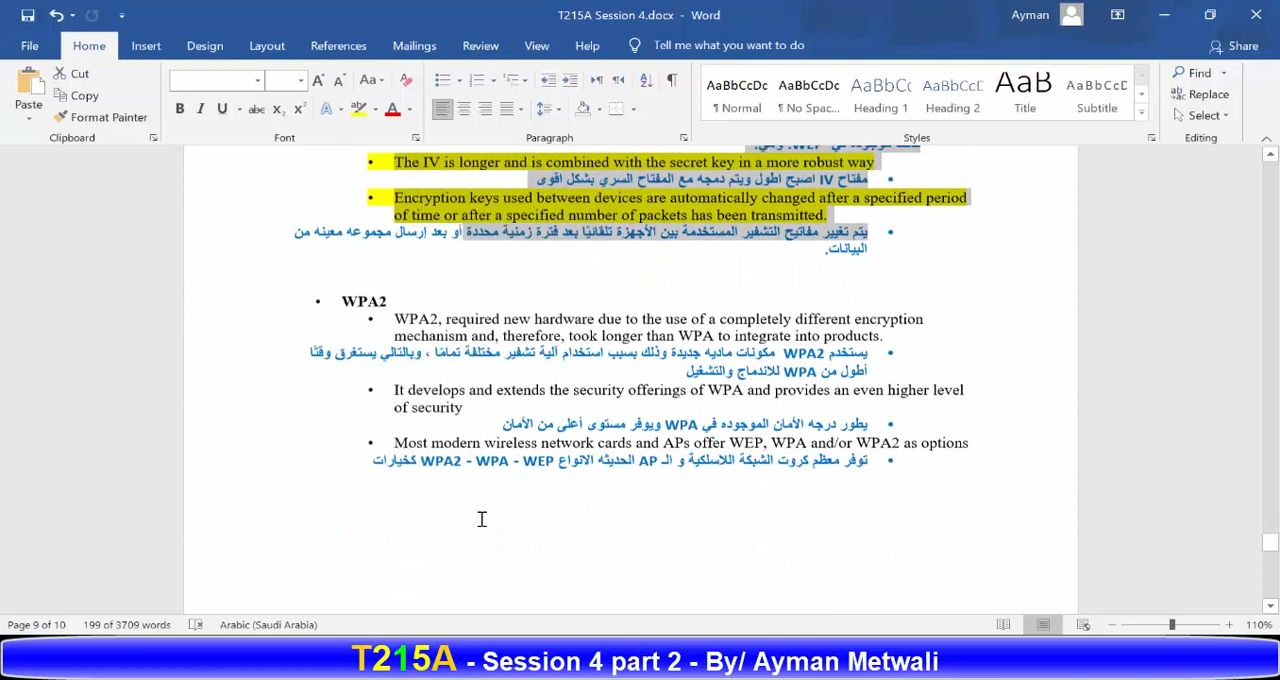 T215A Session 4.docx - Word
Ayman
File Home Insert Design Layout References Mailings Review View Help Tell me what you want to do Share
Paste
Cut
Copy
Format Painter
Clipboard
Aa
B I U abc X₂ X² A A
Font
Paragraph
AaBbCcDc AaBbCcDc AaBbCc AaBbCcD AaB AaBbCcD
¶ Normal ¶ No Spac... Heading 1 Heading 2 Title Subtitle
Styles
Find
Replace
Select
Editing
• The IV is longer and is combined with the secret key in a more robust way
• مفتاح IV اصبح اطول ويتم دمجه مع المفتاح السري بشكل اقوى
• Encryption keys used between devices are automatically changed after a specified period
of time or after a specified number of packets has been transmitted.
• يتم تغيير مفاتيح التشفير المستخدمة بين الأجهزة تلقائيًا بعد فترة زمنية محددة أو بعد إرسال مجموعه معينه من
البيانات.
• WPA2
• WPA2, required new hardware due to the use of a completely different encryption
mechanism and, therefore, took longer than WPA to integrate into products.
• يستخدم WPA2 مكونات ماديه جديدة وذلك بسبب استخدام آلية تشفير مختلفة تمامًا ، وبالتالي يستغرق وقتًا
أطول من WPA للاندماج والتشغيل
• It develops and extends the security offerings of WPA and provides an even higher level
of security
• يطور درجه الأمان الموجوده في WPA ويوفر مستوى أعلى من الأمان
• Most modern wireless network cards and APs offer WEP, WPA and/or WPA2 as options
• توفر معظم كروت الشبكة اللاسلكية و الـ AP الحديثه الانواع WPA2 - WPA - WEP كخيارات
Page 9 of 10 199 of 3709 words Arabic (Saudi Arabia) 110%
T215A - Session 4 part 2 - By/ Ayman Metwali